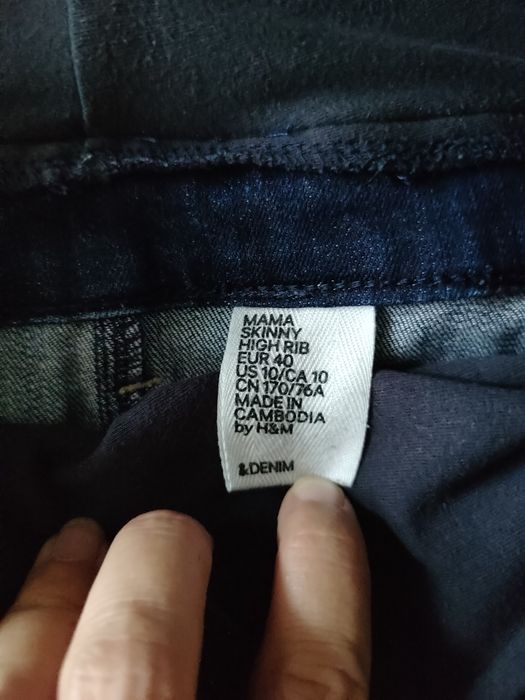 MAMA
SKINNY
HIGH RIB
EUR 40
US 10/CA 10
CN 170/76A
MADE IN
CAMBODIA
by H&M
&DENIM